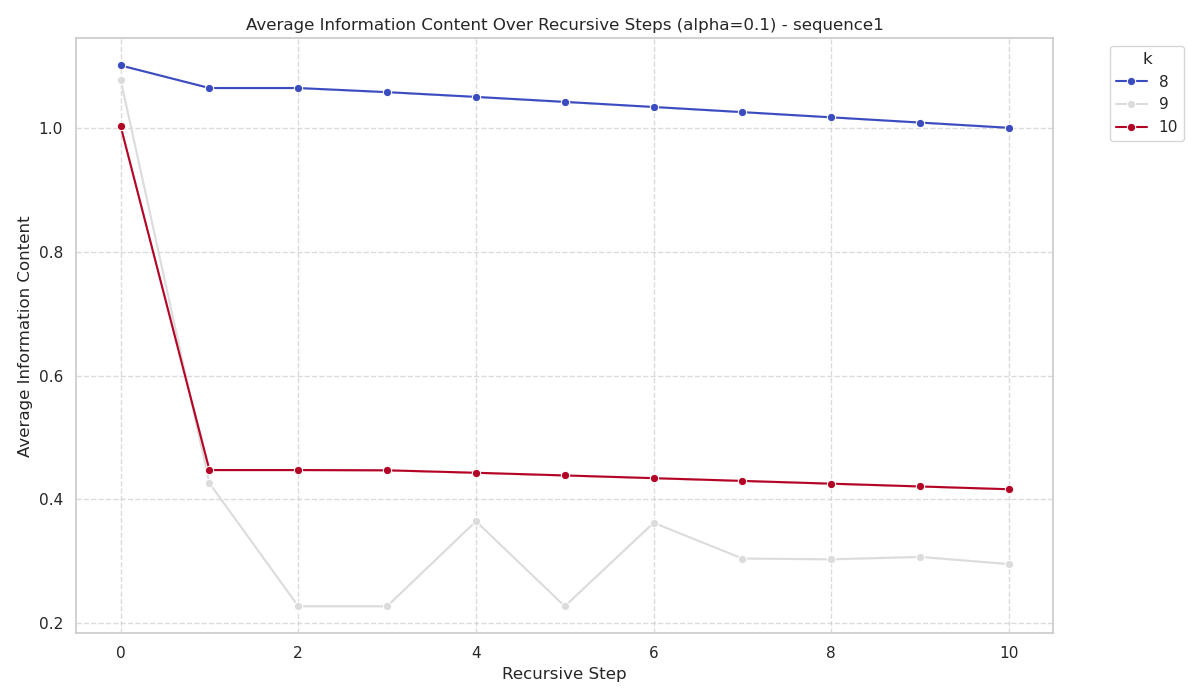 Average Information Content Over Recursive Steps (alpha=0.1) - sequence1
k
8
9
10
1.0
0.8
0.6
0.4
0.2
Average Information Content
0 2 4 6 8 10
Recursive Step